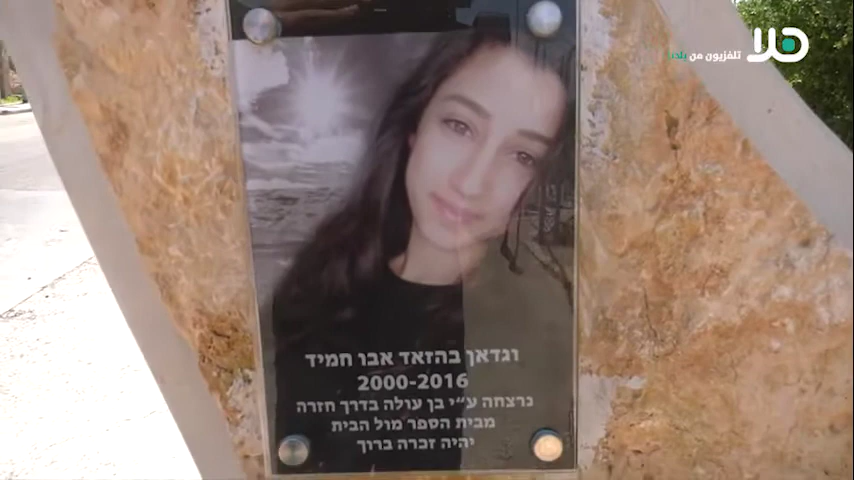 هلا
تلفزيون من بلدنا
וגדאן בהזאד אבו חמיד
2000-2016
נרצחה ע״י בן עולה בדרך חזרה
מבית הספר מול הבית
יהיה זכרה ברוך